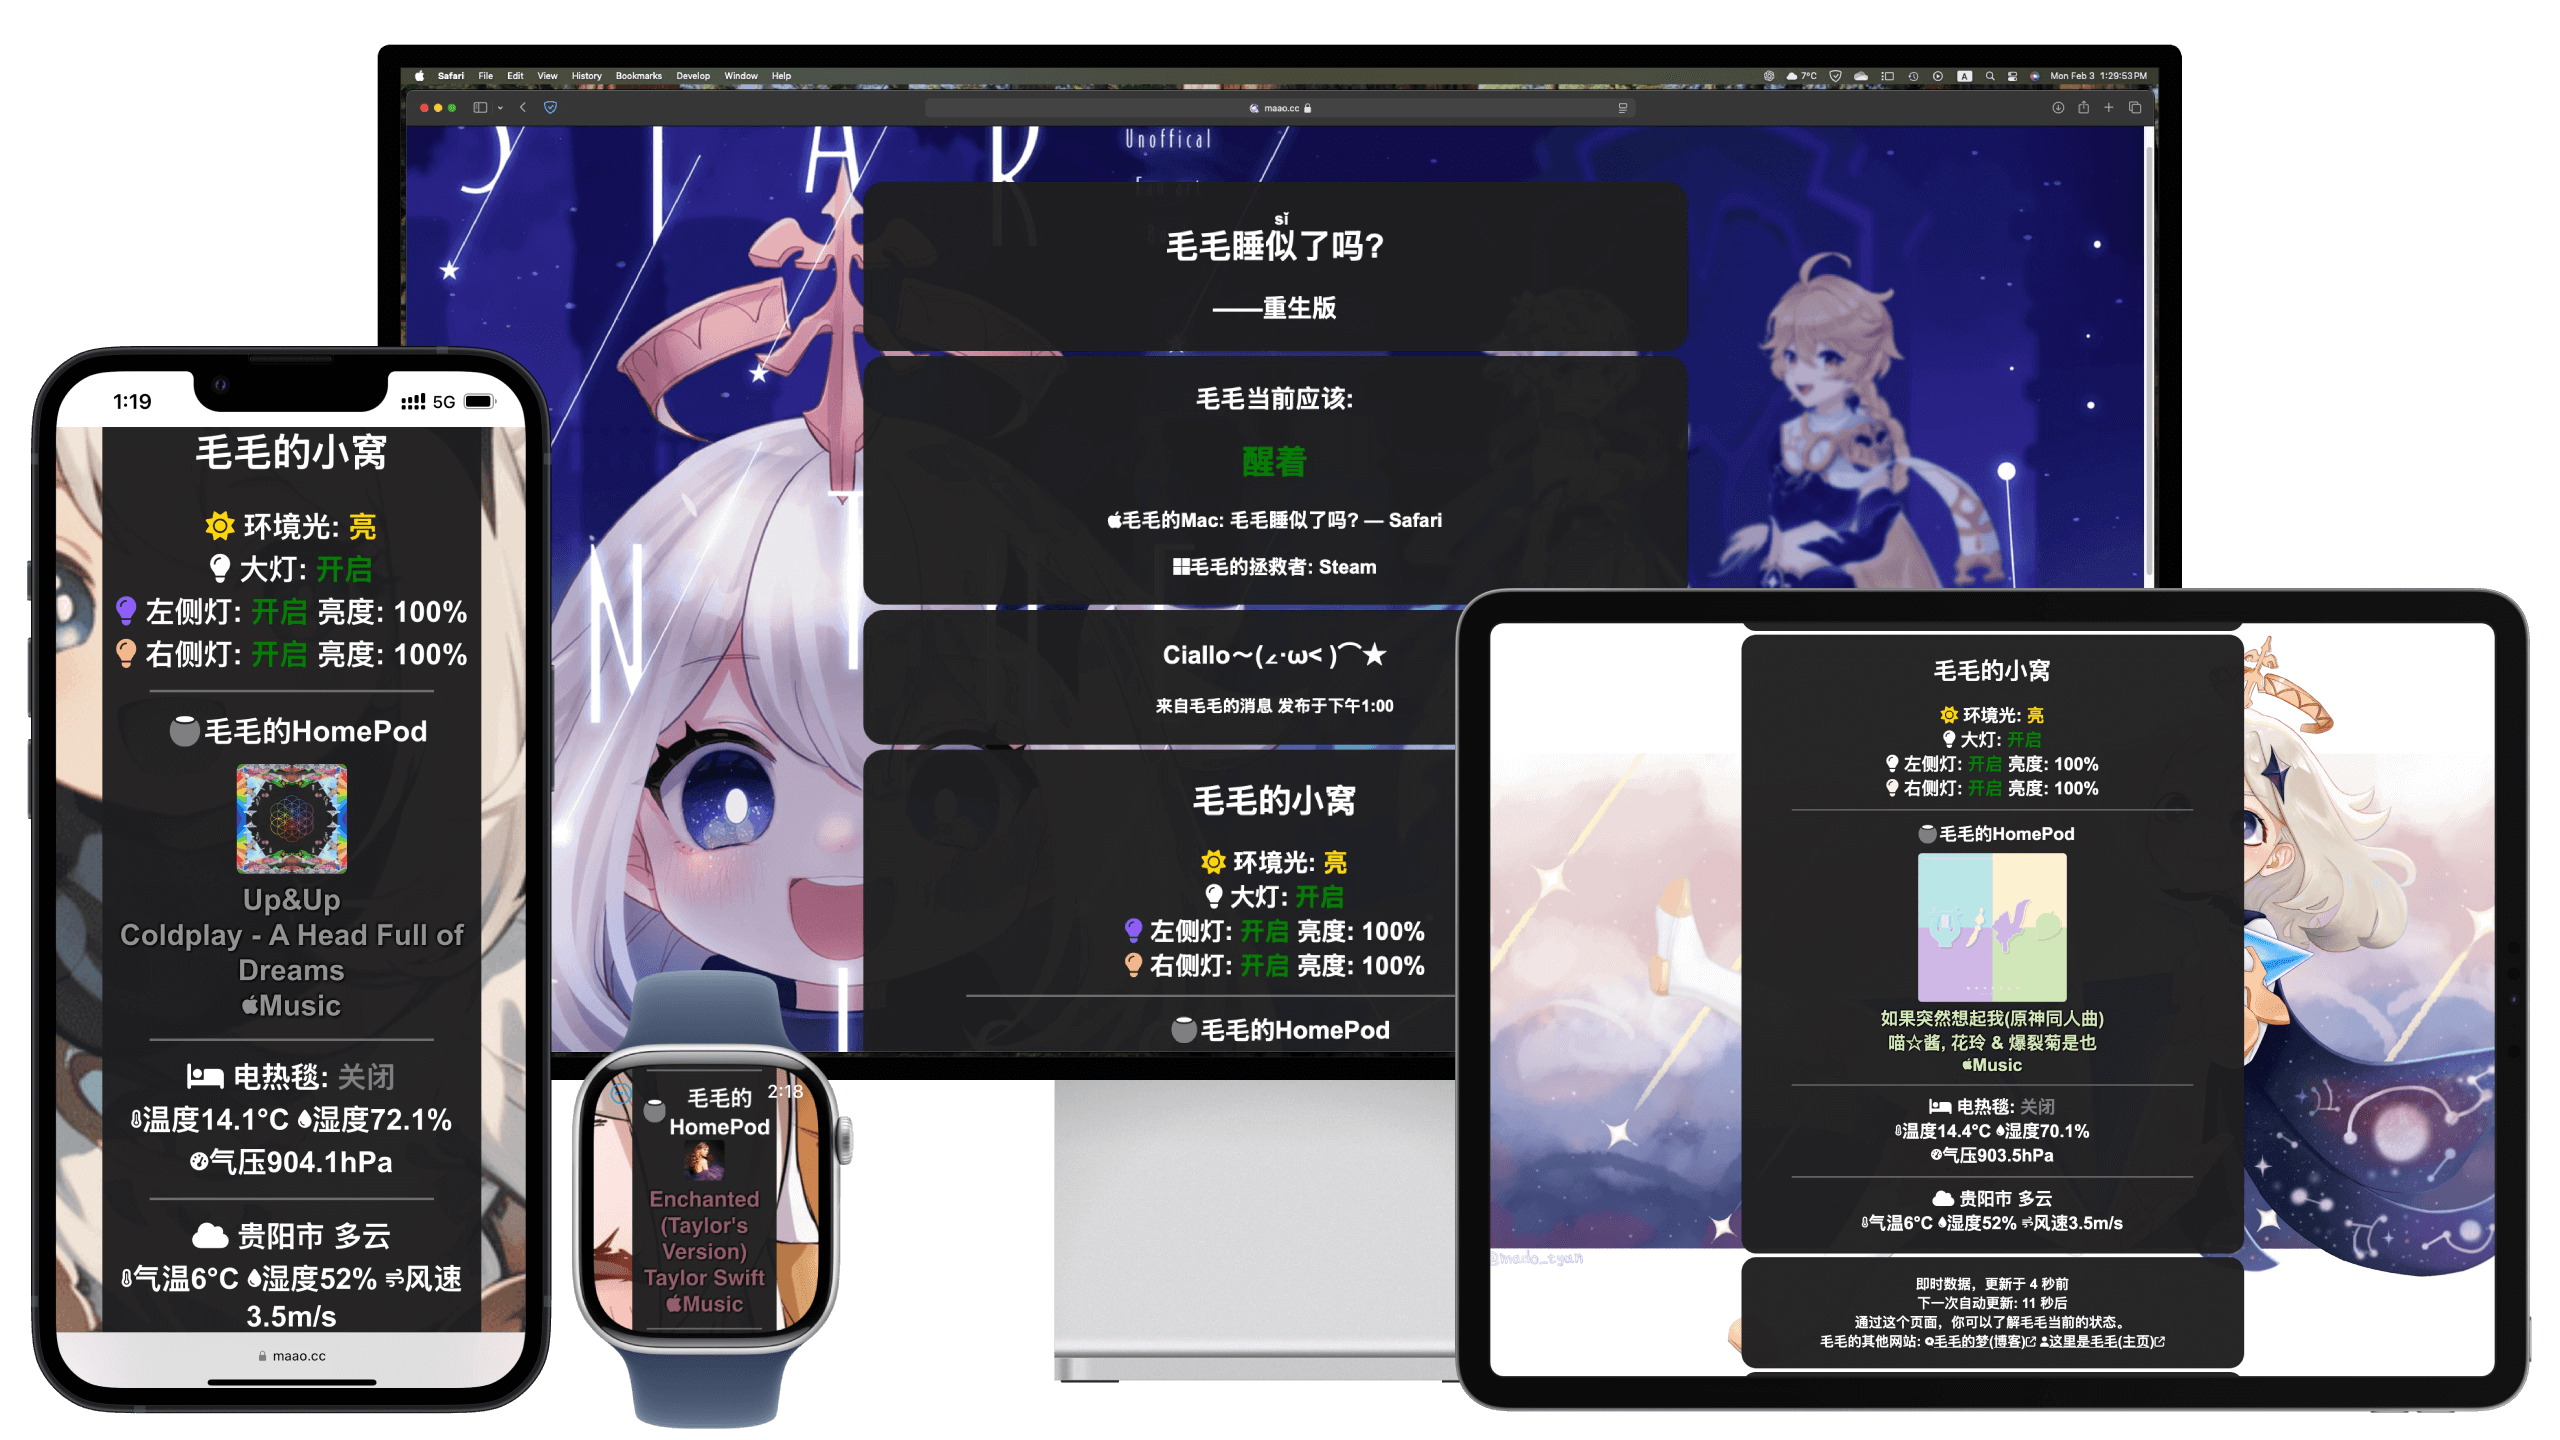 Safari File Edit View History Bookmarks Develop Window Help
7°C A Mon Feb 3 1:29:53 PM
maao.cc
STAR
Unoffical
Fan art
sǐ
毛毛睡似了吗?
——重生版
毛毛当前应该:
醒着
毛毛的Mac: 毛毛睡似了吗? — Safari
毛毛的拯救者: Steam
Ciallo～(∠・ω< )⌒★
来自毛毛的消息 发布于下午1:00
毛毛的小窝
环境光: 亮
大灯: 开启
左侧灯: 开启 亮度: 100%
右侧灯: 开启 亮度: 100%
毛毛的HomePod
1:19 5G
毛毛的小窝
环境光: 亮
大灯: 开启
左侧灯: 开启 亮度: 100%
右侧灯: 开启 亮度: 100%
毛毛的HomePod
Up&Up
Coldplay - A Head Full of
Dreams
Music
电热毯: 关闭
温度14.1°C 湿度72.1%
气压904.1hPa
贵阳市 多云
气温6°C 湿度52% 风速
3.5m/s
maao.cc
2:18
毛毛的
HomePod
Enchanted
(Taylor's
Version)
Taylor Swift
Music
毛毛的小窝
环境光: 亮
大灯: 开启
左侧灯: 开启 亮度: 100%
右侧灯: 开启 亮度: 100%
毛毛的HomePod
如果突然想起我(原神同人曲)
喵☆酱, 花玲 & 爆裂菊是也
Music
电热毯: 关闭
温度14.4°C 湿度70.1%
气压903.5hPa
贵阳市 多云
气温6°C 湿度52% 风速3.5m/s
@mado_tyan
即时数据，更新于 4 秒前
下一次自动更新: 11 秒后
通过这个页面，你可以了解毛毛当前的状态。
毛毛的其他网站: 毛毛的梦(博客) 这里是毛毛(主页)